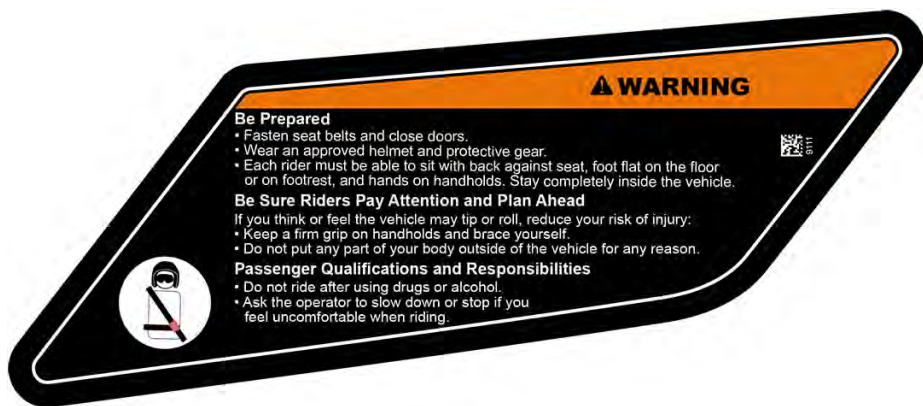 WARNING
Be Prepared
• Fasten seat belts and close doors.
• Wear an approved helmet and protective gear.
• Each rider must be able to sit with back against seat, foot flat on the floor
or on footrest, and hands on handholds. Stay completely inside the vehicle.
9111
Be Sure Riders Pay Attention and Plan Ahead
If you think or feel the vehicle may tip or roll, reduce your risk of injury:
• Keep a firm grip on handholds and brace yourself.
• Do not put any part of your body outside of the vehicle for any reason.
Passenger Qualifications and Responsibilities
• Do not ride after using drugs or alcohol.
• Ask the operator to slow down or stop if you
feel uncomfortable when riding.